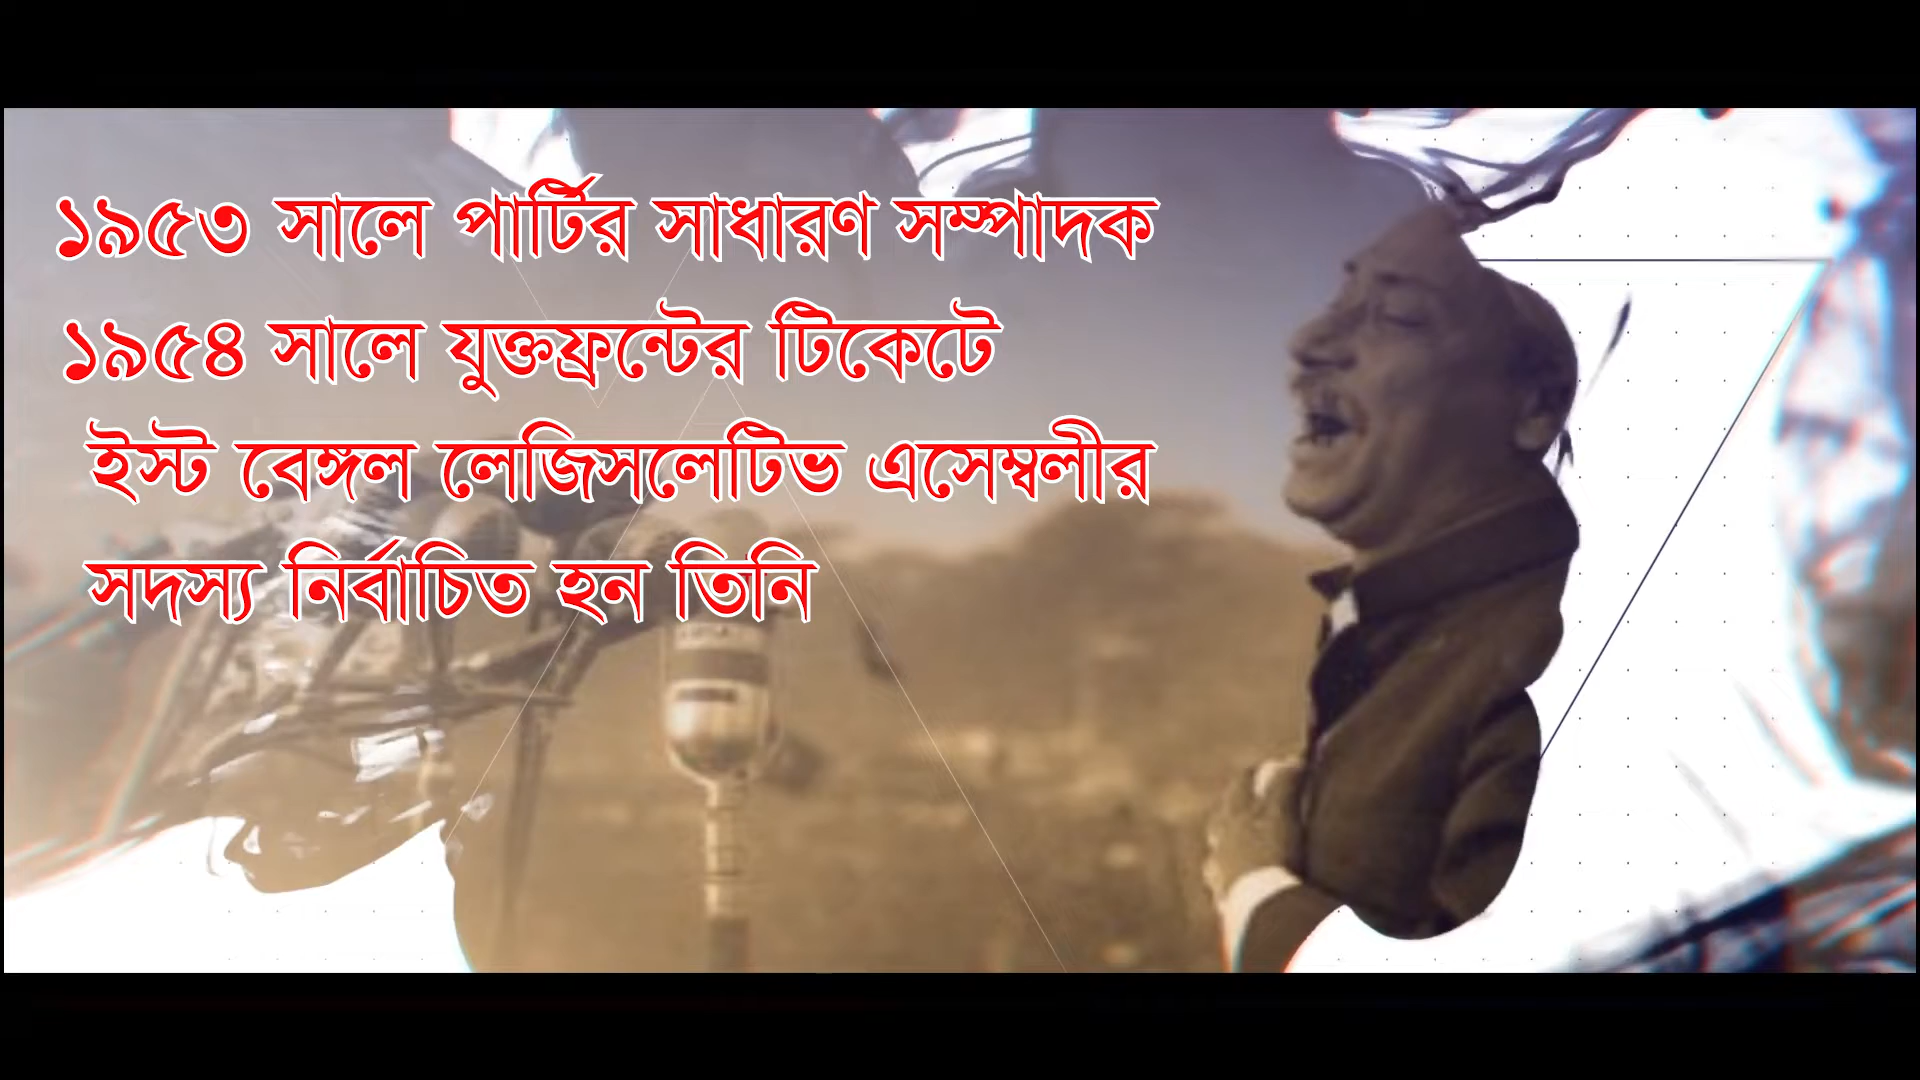 ১৯৫৩ সালে পার্টির সাধারণ সম্পাদক
১৯৫৪ সালে যুক্তফ্রন্টের টিকেটে
ইস্ট বেঙ্গল লেজিসলেটিভ এসেম্বলীর
সদস্য নির্বাচিত হন তিনি